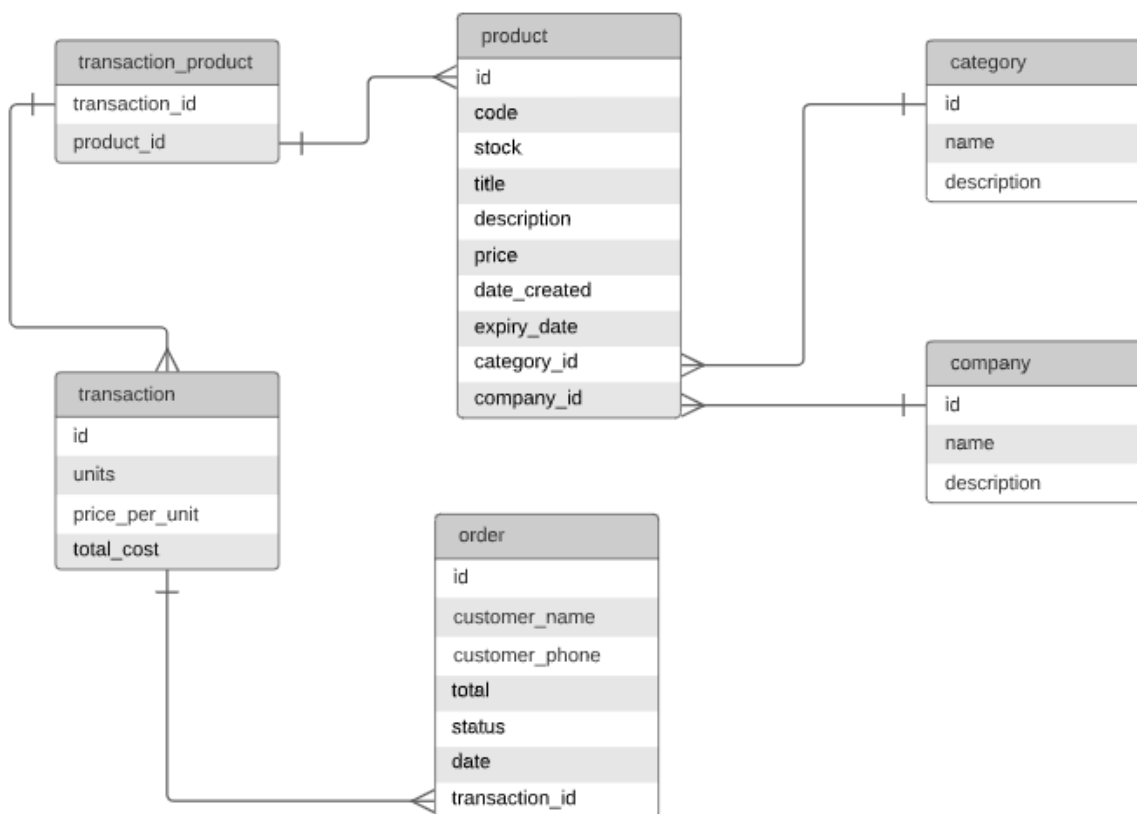 transaction_product
transaction_id
product_id
product
id
code
stock
title
description
price
date_created
expiry_date
category_id
company_id
category
id
name
description
company
id
name
description
transaction
id
units
price_per_unit
total_cost
order
id
customer_name
customer_phone
total
status
date
transaction_id